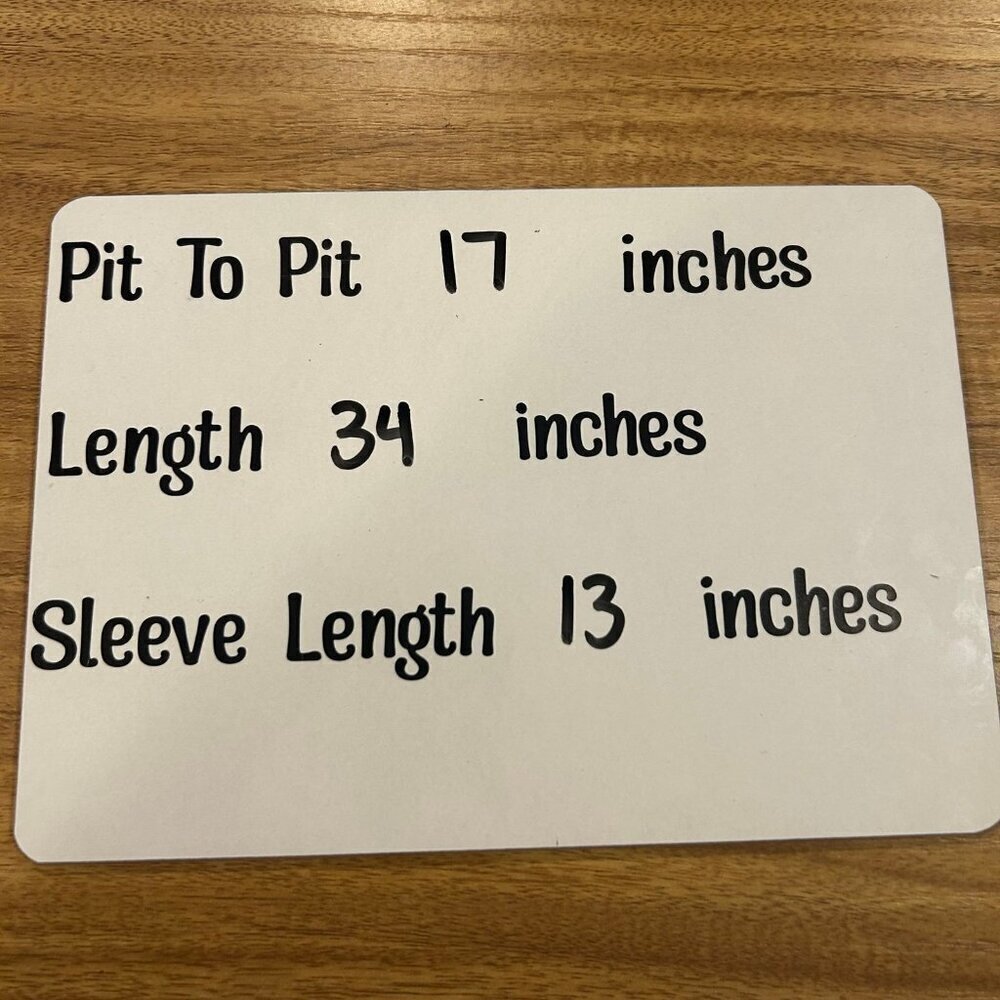 Pit To Pit 17 inches
Length 34 inches
Sleeve Length 13 inches